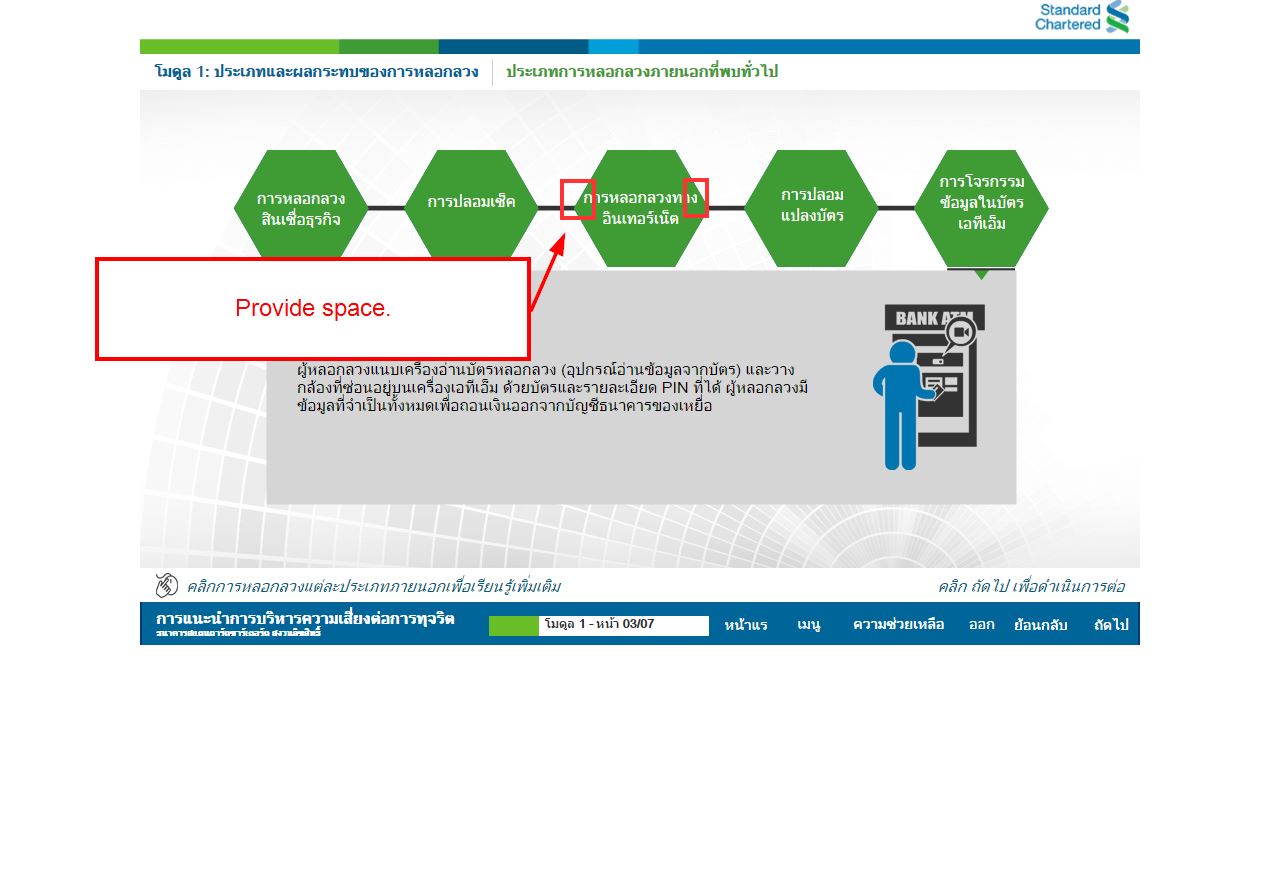 Standard
Chartered
โมดูล 1: ประเภทและผลกระทบของการหลอกลวง
ประเภทการหลอกลวงภายนอกที่พบทั่วไป
การหลอกลวง
สินเชื่อธุรกิจ
การปลอมเช็ค
การหลอกลวงทาง
อินเทอร์เน็ต
การปลอม
แปลงบัตร
การโจรกรรม
ข้อมูลในบัตร
เอทีเอ็ม
Provide space.
BANK ATM
ผู้หลอกลวงแนบเครื่องอ่านบัตรหลอกลวง (อุปกรณ์อ่านข้อมูลจากบัตร) และวาง
กล้องที่ซ่อนอยู่บนเครื่องเอทีเอ็ม ด้วยบัตรและรายละเอียด PIN ที่ได้ ผู้หลอกลวงมี
ข้อมูลที่จำเป็นทั้งหมดเพื่อถอนเงินออกจากบัญชีธนาคารของเหยื่อ
คลิกการหลอกลวงแต่ละประเภทภายนอกเพื่อเรียนรู้เพิ่มเติม
คลิก ถัดไป เพื่อดำเนินการต่อ
การแนะนำการบริหารความเสี่ยงต่อการทุจริต
โมดูล 1 - หน้า 03/07
หน้าแร
เมนู
ความช่วยเหลือ
ออก
ย้อนกลับ
ถัดไป